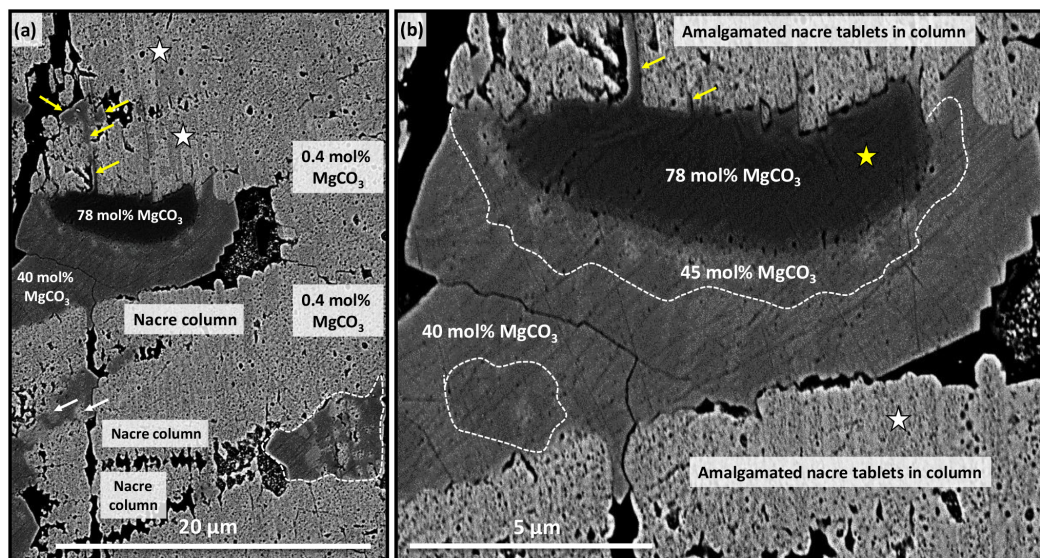 (a)
0.4 mol%
MgCO₃
78 mol% MgCO₃
40 mol%
MgCO₃
0.4 mol%
MgCO₃
Nacre column
Nacre column
Nacre
column
20 µm
(b)
Amalgamated nacre tablets in column
78 mol% MgCO₃
45 mol% MgCO₃
40 mol% MgCO₃
Amalgamated nacre tablets in column
5 µm